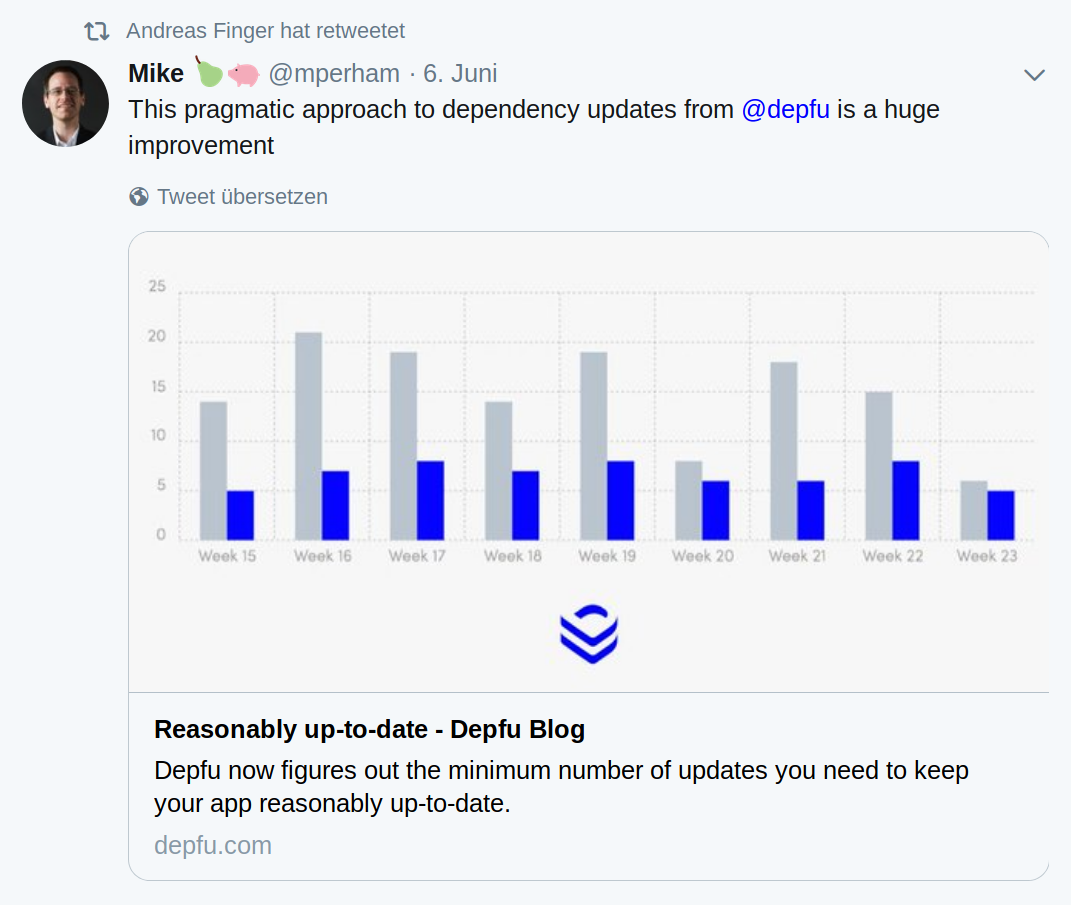 Andreas Finger hat retweetet
Mike 🍐🐖 @mperham · 6. Juni
This pragmatic approach to dependency updates from @depfu is a huge
improvement
Tweet übersetzen
25
20
15
10
5
0
Week 15 Week 16 Week 17 Week 18 Week 19 Week 20 Week 21 Week 22 Week 23
Reasonably up-to-date - Depfu Blog
Depfu now figures out the minimum number of updates you need to keep
your app reasonably up-to-date.
depfu.com